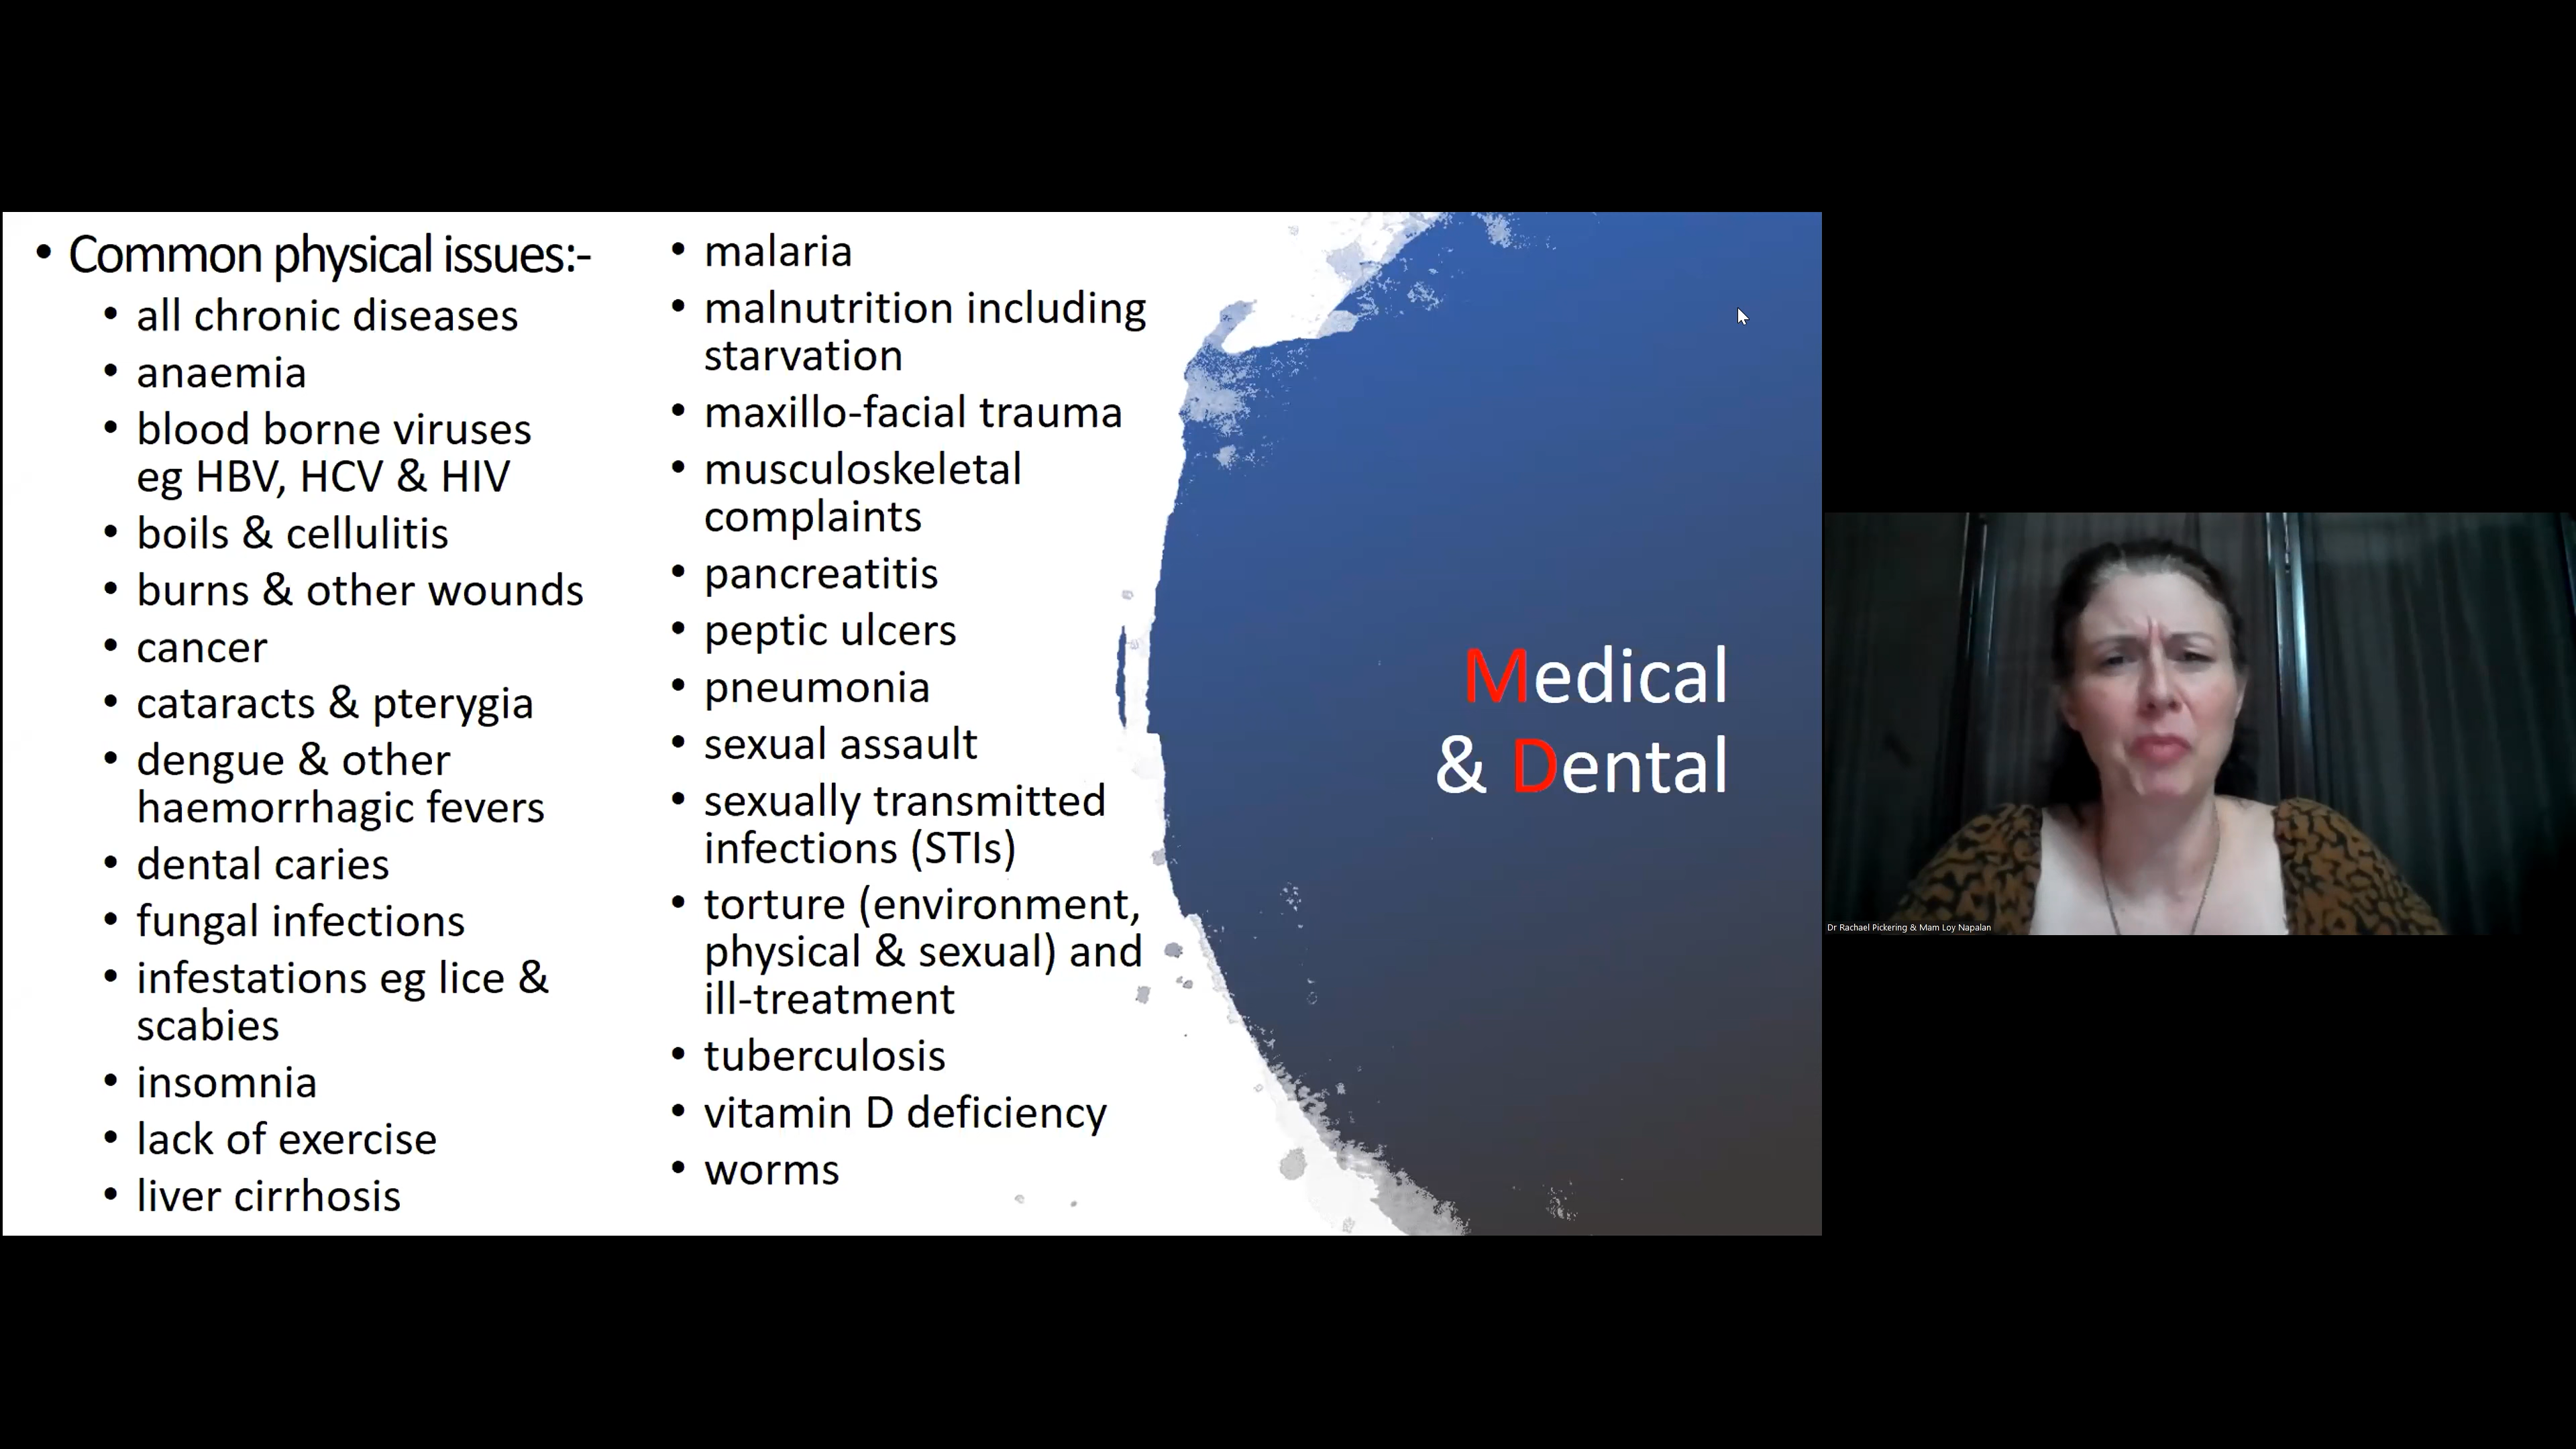 • Common physical issues:-
• all chronic diseases
• anaemia
• blood borne viruses
eg HBV, HCV & HIV
• boils & cellulitis
• burns & other wounds
• cancer
• cataracts & pterygia
• dengue & other
haemorrhagic fevers
• dental caries
• fungal infections
• infestations eg lice &
scabies
• insomnia
• lack of exercise
• liver cirrhosis
• malaria
• malnutrition including
starvation
• maxillo-facial trauma
• musculoskeletal
complaints
• pancreatitis
• peptic ulcers
• pneumonia
• sexual assault
• sexually transmitted
infections (STIs)
• torture (environment,
physical & sexual) and
ill-treatment
• tuberculosis
• vitamin D deficiency
• worms
Medical
& Dental
Dr Rachael Pickering & Mam Loy Napalan